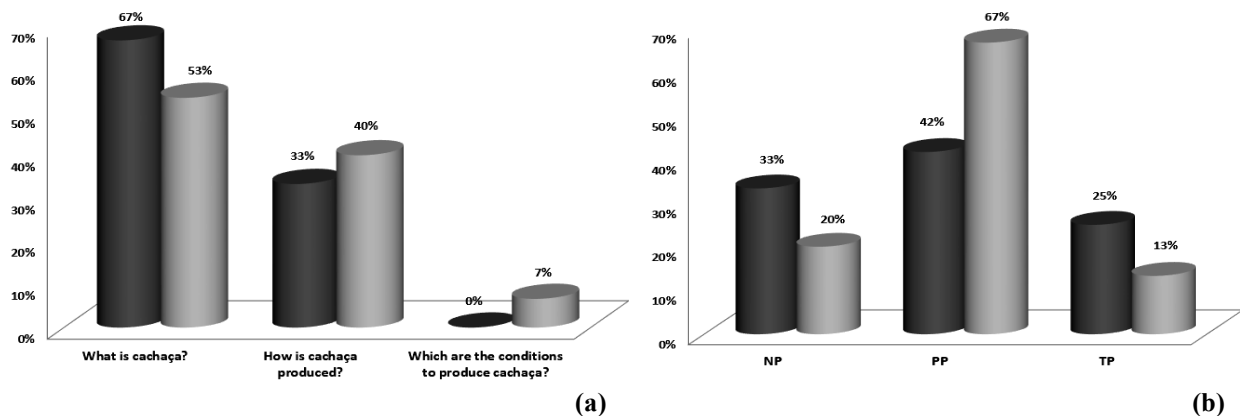 67%
70%
60%
53%
50%
40%
40%
33%
30%
20%
10%
7%
0%
0%
What is cachaça?
How is cachaça
produced?
Which are the conditions
to produce cachaça?
(a)
67%
70%
60%
50%
42%
40%
33%
30%
25%
20%
20%
13%
10%
0%
NP
PP
TP
(b)